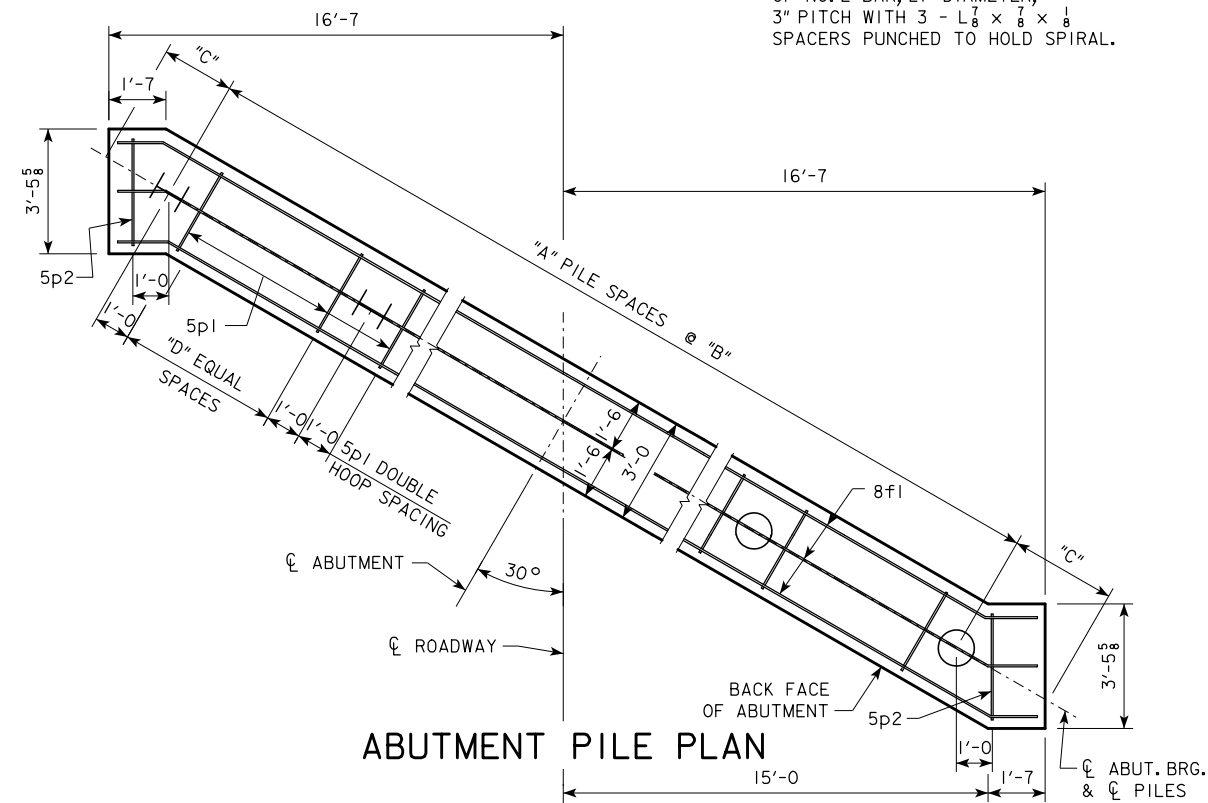 3" PITCH WITH 3 - L⅞ × ⅞ × ⅛
SPACERS PUNCHED TO HOLD SPIRAL.
16'-7
"C"
1'-7
3'-5⅝
16'-7
"A" PILE SPACES @ "B"
5p2
1'-0
1'-0
5p1
"D" EQUAL
SPACES
1'-0
1'-0
5p1 DOUBLE
HOOP SPACING
1'-6
1'-6
3'-0
8f1
"C"
℄ ABUTMENT
30°
℄ ROADWAY
3'-5⅝
BACK FACE
OF ABUTMENT
5p2
ABUTMENT PILE PLAN
1'-0
15'-0
1'-7
℄ ABUT. BRG.
& ℄ PILES